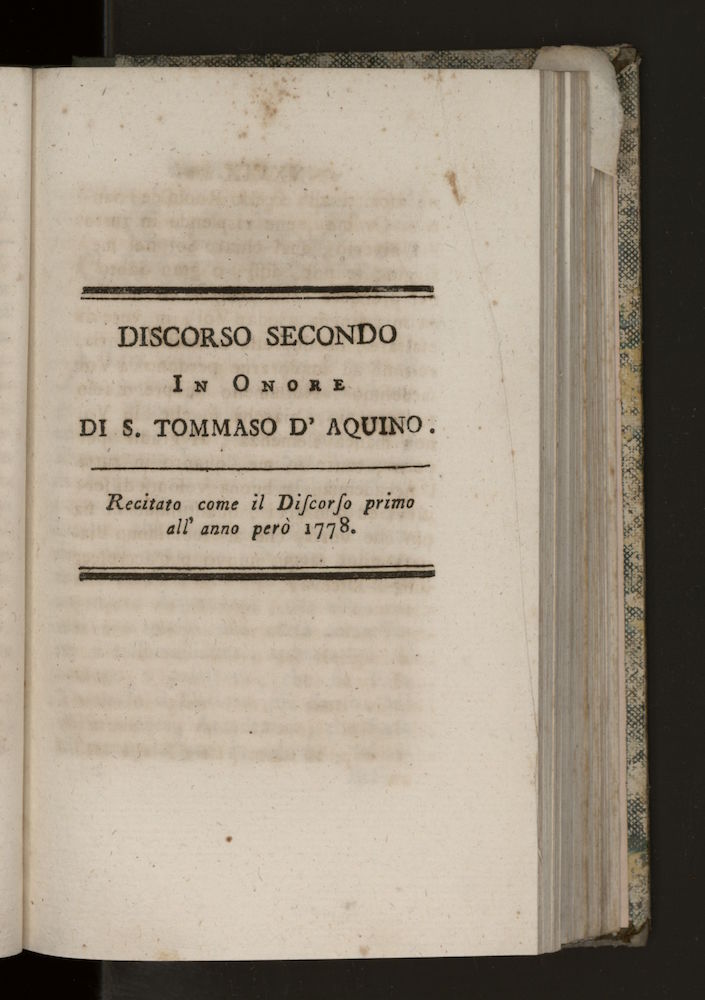 DISCORSO SECONDO
IN ONORE
DI S. TOMMASO D' AQUINO.
Recitato come il Diſcorſo primo
all' anno però 1778.